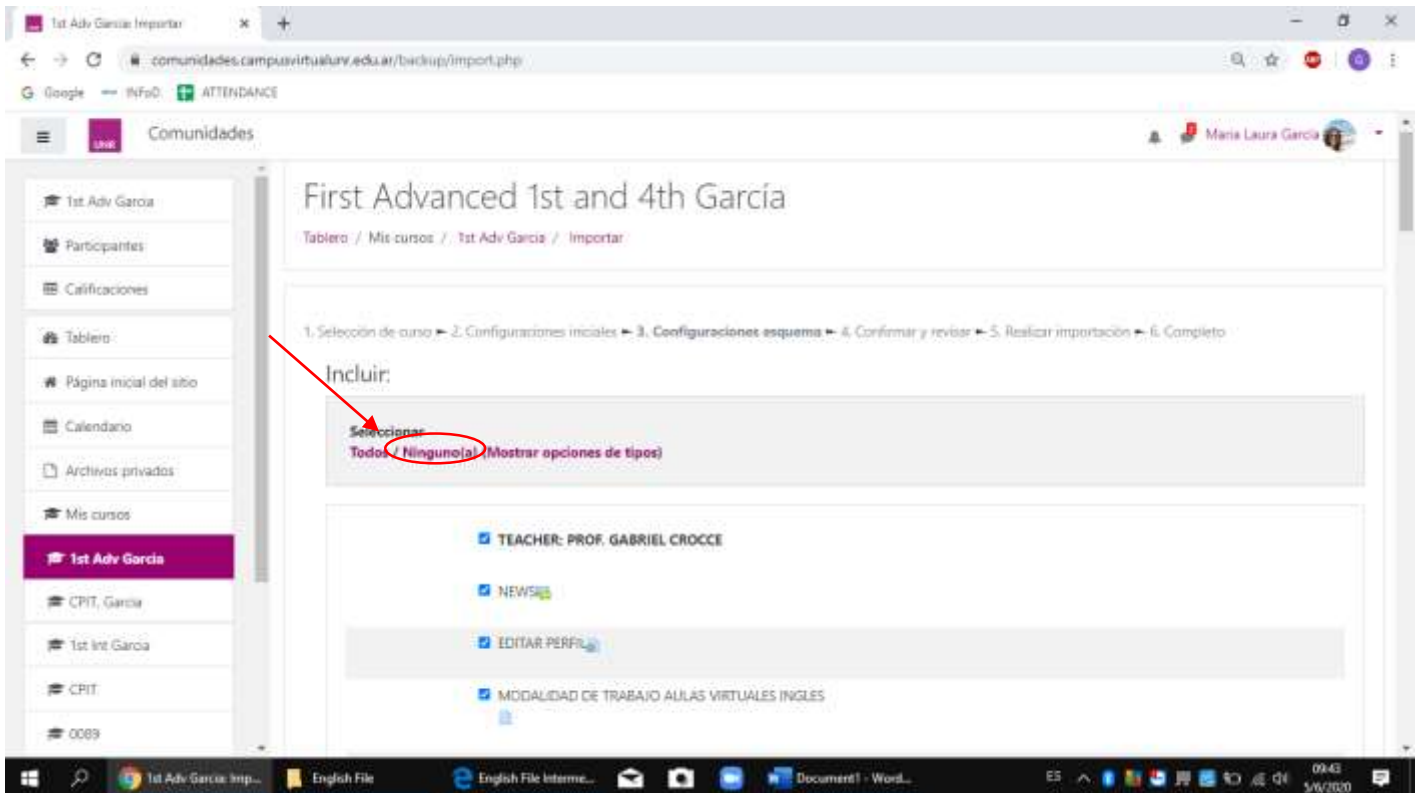 1st Adv Garcia: Importar
comunidades.campusvirtualunr.edu.ar/backup/import.php
Google
INFoD
ATTENDANCE
UNR
Comunidades
Maria Laura Garcia
1st Adv Garcia
Participantes
Calificaciones
Tablero
Página inicial del sitio
Calendario
Archivos privados
Mis cursos
1st Adv Garcia
CPIT, Garcia
1st Int Garcia
CPIT
0089
First Advanced 1st and 4th García
Tablero / Mis cursos / 1st Adv Garcia / Importar
1. Selección de curso ► 2. Configuraciones iniciales ► 3. Configuraciones esquema ► 4. Confirmar y revisar ► 5. Realizar importación ► 6. Completo
Incluir:
Seleccionar
Todos / Ninguno(a) (Mostrar opciones de tipos)
TEACHER: PROF. GABRIEL CROCCE
NEWS
EDITAR PERFIL
MODALIDAD DE TRABAJO AULAS VIRTUALES INGLES
1st Adv Garcia: Imp...
English File
English File Interme...
Document1 - Word...
ES
09:43
5/6/2020